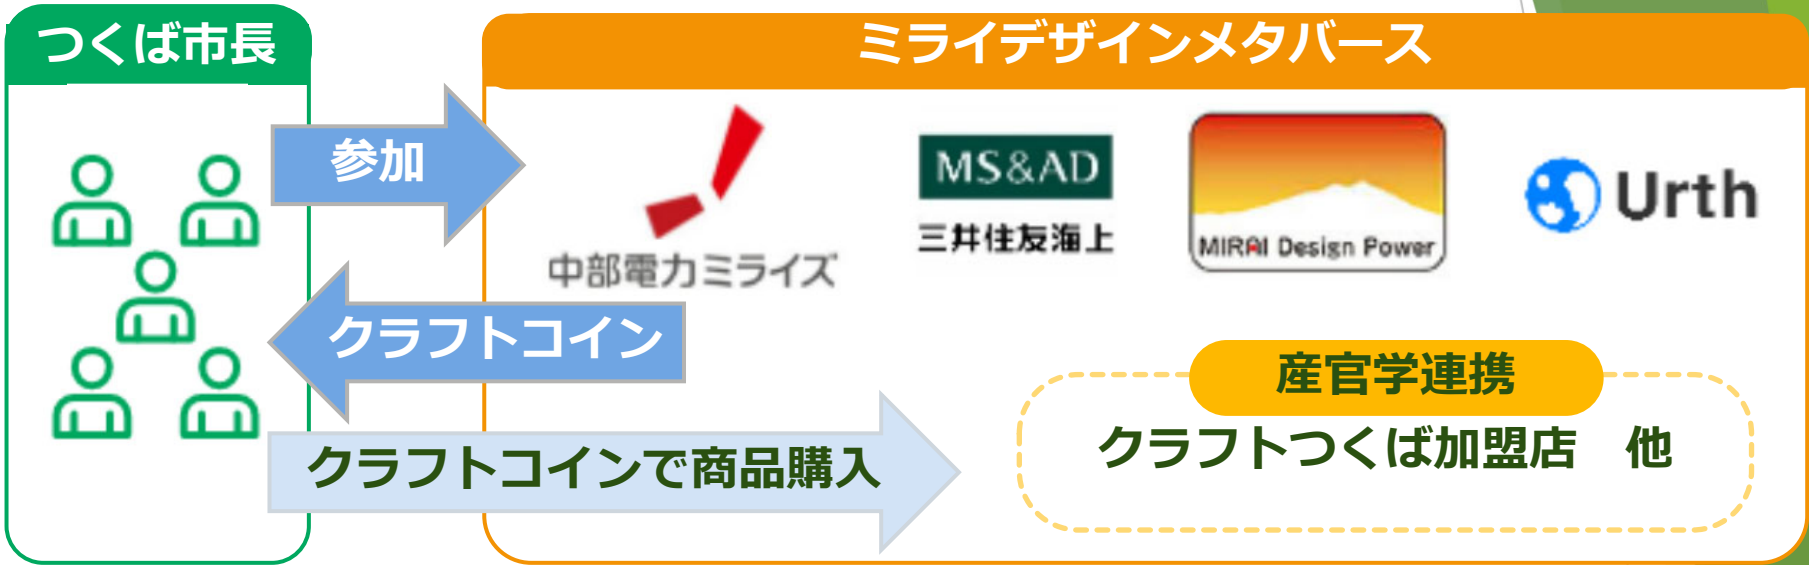 つくば市長
ミライデザインメタバース
参加
中部電力ミライズ
MS&AD
三井住友海上
MIRAI Design Power
Urth
クラフトコイン
産官学連携
クラフトつくば加盟店　他
クラフトコインで商品購入